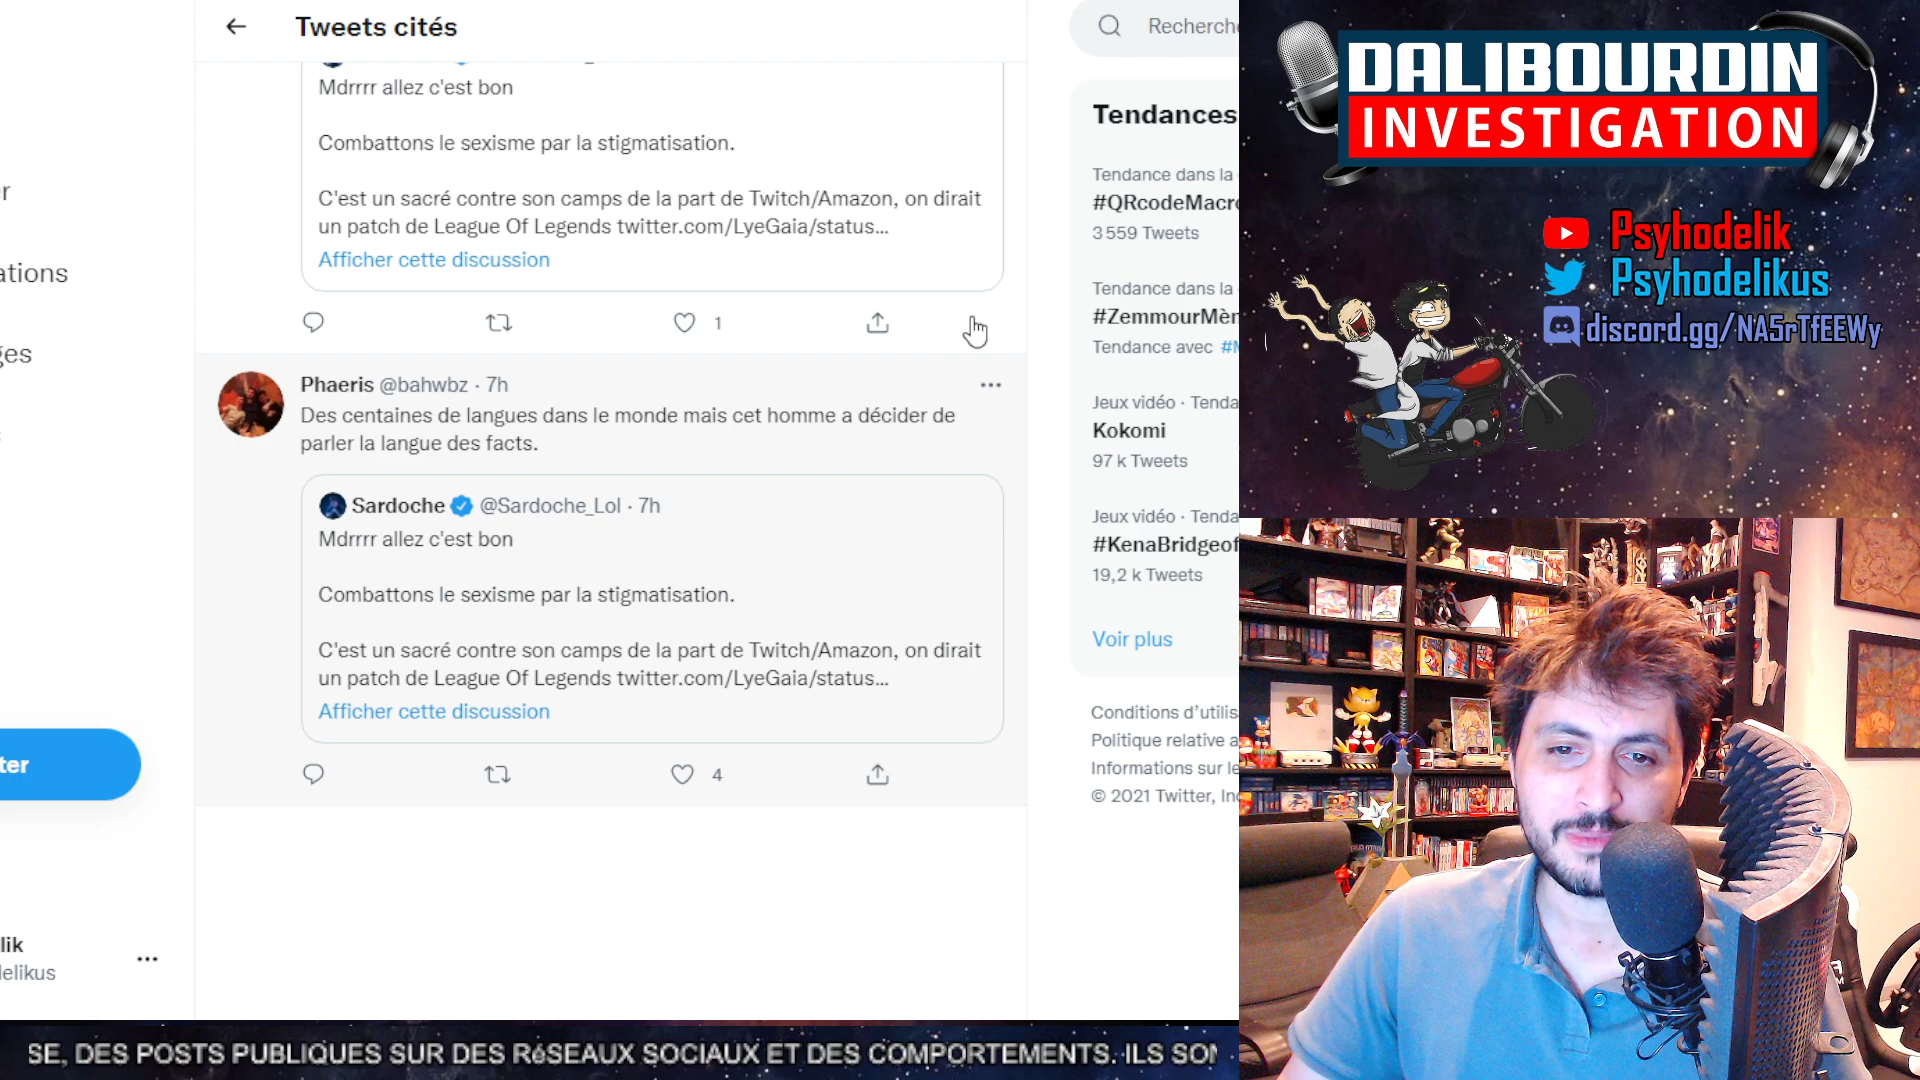 Tweets cités
Recherch
Mdrrrr allez c'est bon
Combattons le sexisme par la stigmatisation.
C'est un sacré contre son camps de la part de Twitch/Amazon, on dirait
un patch de League Of Legends twitter.com/LyeGaia/status...
Afficher cette discussion
1
Phaeris @bahwbz · 7h
Des centaines de langues dans le monde mais cet homme a décider de
parler la langue des facts.
Sardoche @Sardoche_Lol · 7h
Mdrrrr allez c'est bon
Combattons le sexisme par la stigmatisation.
C'est un sacré contre son camps de la part de Twitch/Amazon, on dirait
un patch de League Of Legends twitter.com/LyeGaia/status...
Afficher cette discussion
4
er
ations
ges
ter
lik
elikus
Tendances
Tendance dans la
#QRcodeMacr
3 559 Tweets
Tendance dans la
#ZemmourMèn
Tendance avec #
Jeux vidéo · Tenda
Kokomi
97 k Tweets
Jeux vidéo · Tenda
#KenaBridgeof
19,2 k Tweets
Voir plus
Conditions d'utilis
Politique relative a
Informations sur le
© 2021 Twitter, In
DALIBOURDIN
INVESTIGATION
Psyhodelik
Psyhodelikus
discord.gg/NA5rTfEEWy
SE, DES POSTS PUBLIQUES SUR DES RéSEAUX SOCIAUX ET DES COMPORTEMENTS. ILS SON